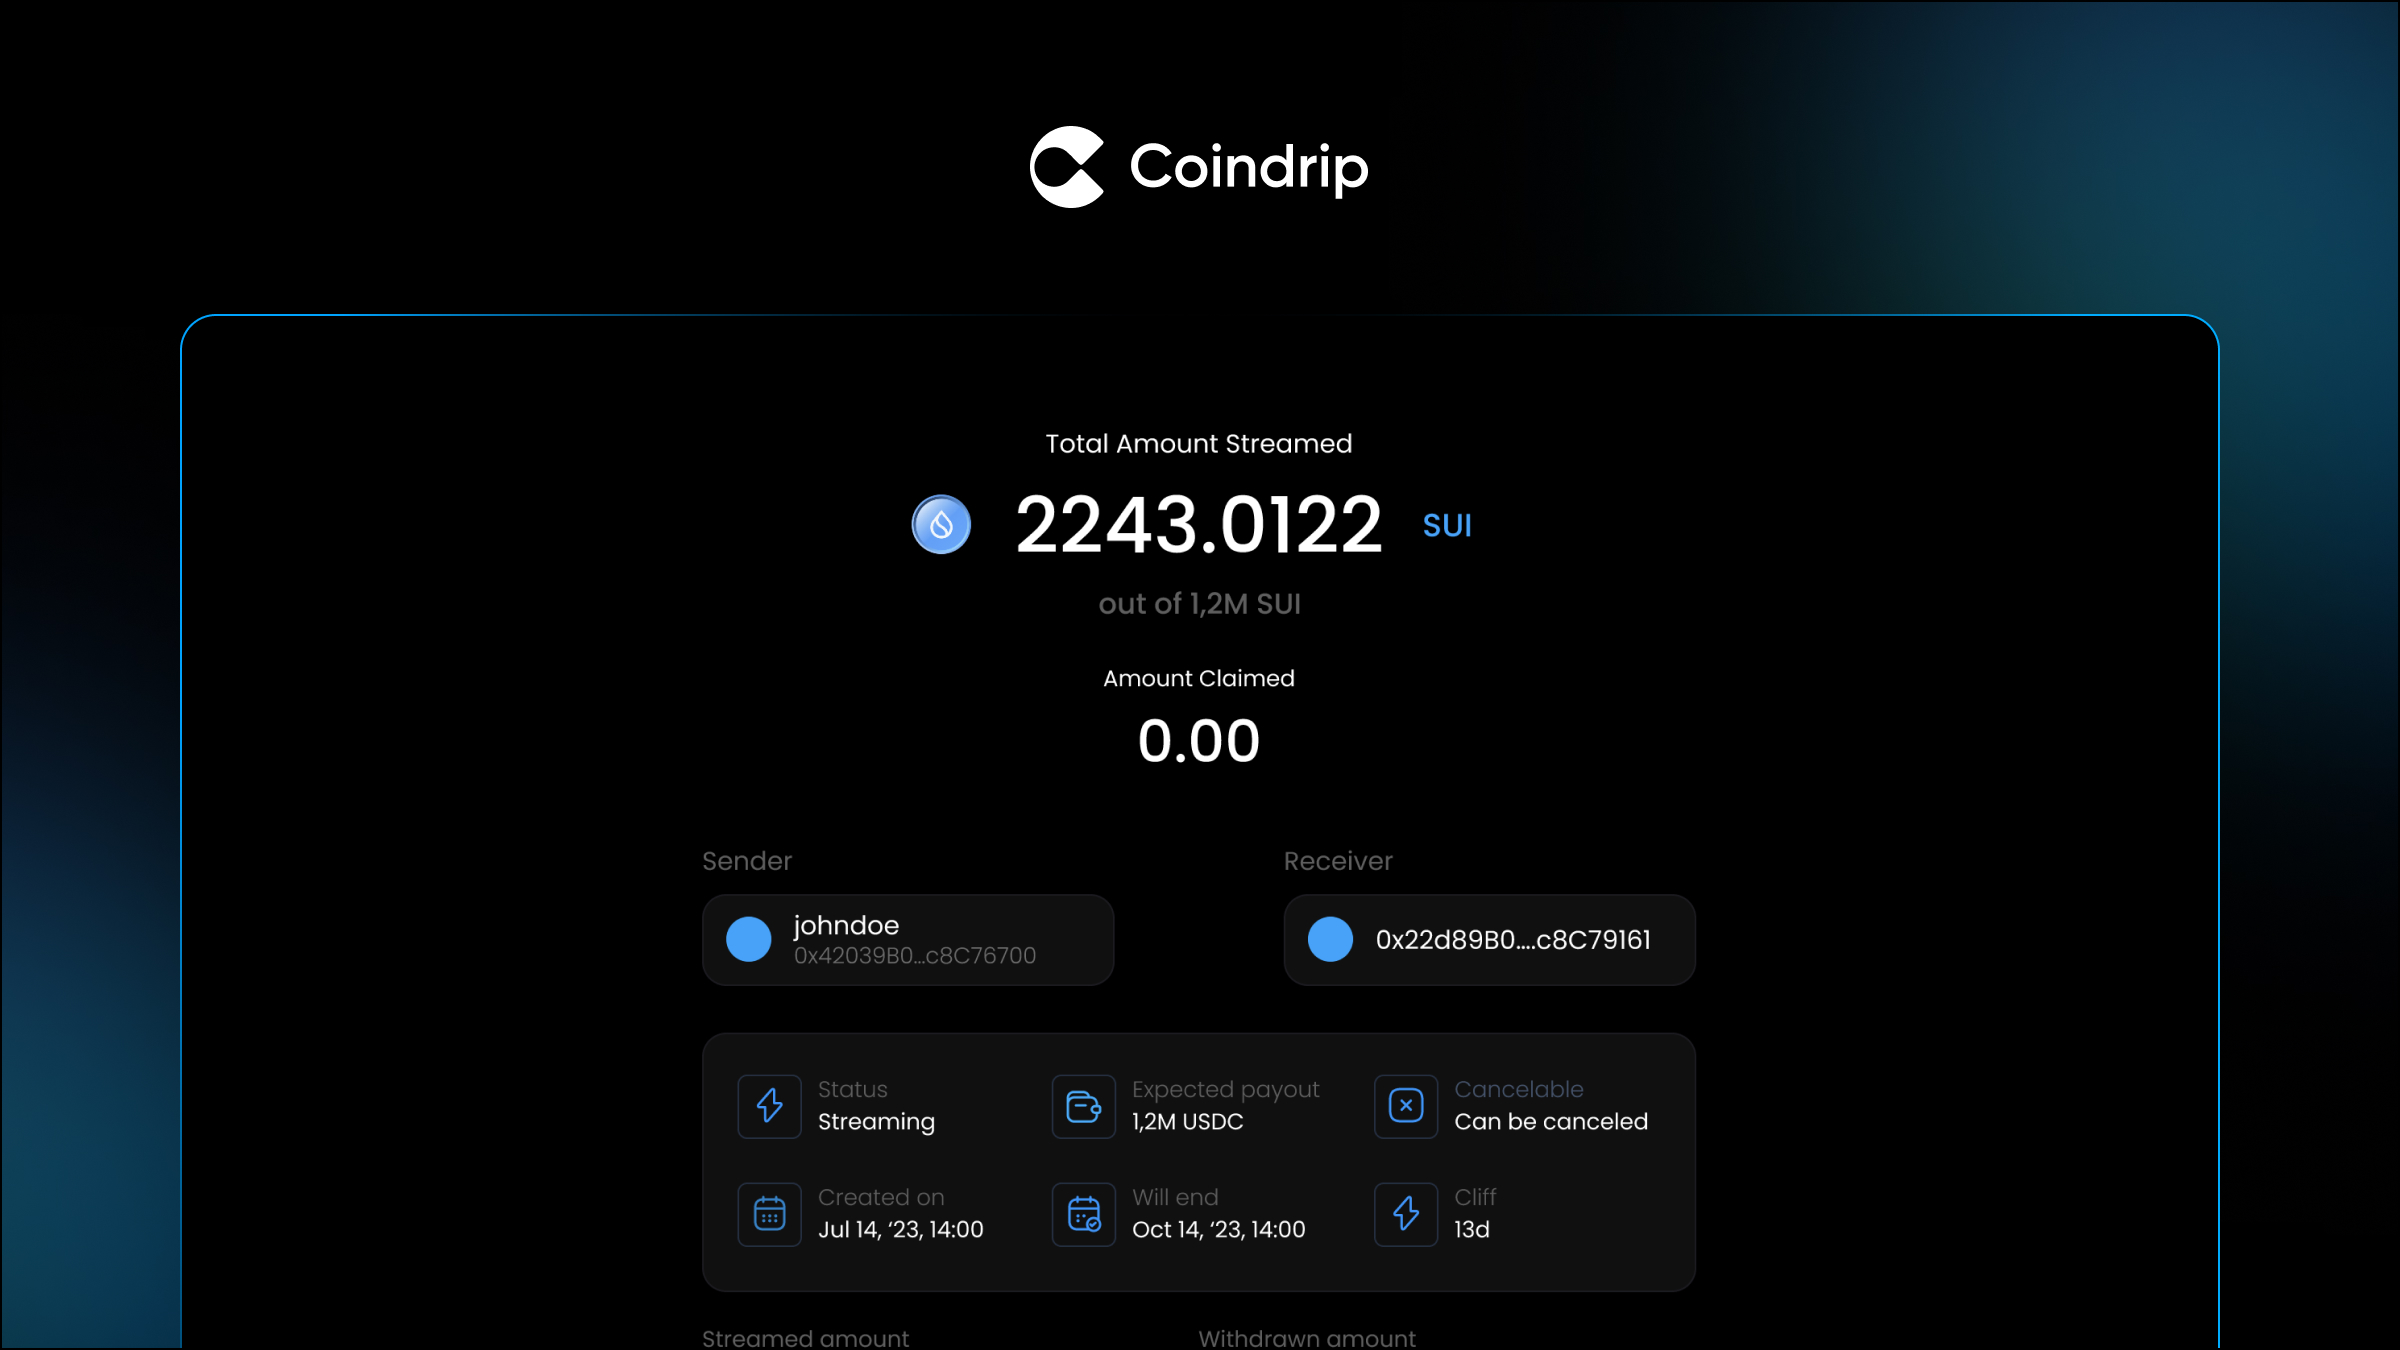 Coindrip
Total Amount Streamed
2243.0122 SUI
out of 1,2M SUI
Amount Claimed
0.00
Sender
Receiver
johndoe
0x42039B0...c8C76700
0x22d89B0....c8C79161
Status
Streaming
Expected payout
1,2M USDC
Cancelable
Can be canceled
Created on
Jul 14, ‘23, 14:00
Will end
Oct 14, ‘23, 14:00
Cliff
13d
Streamed amount
Withdrawn amount